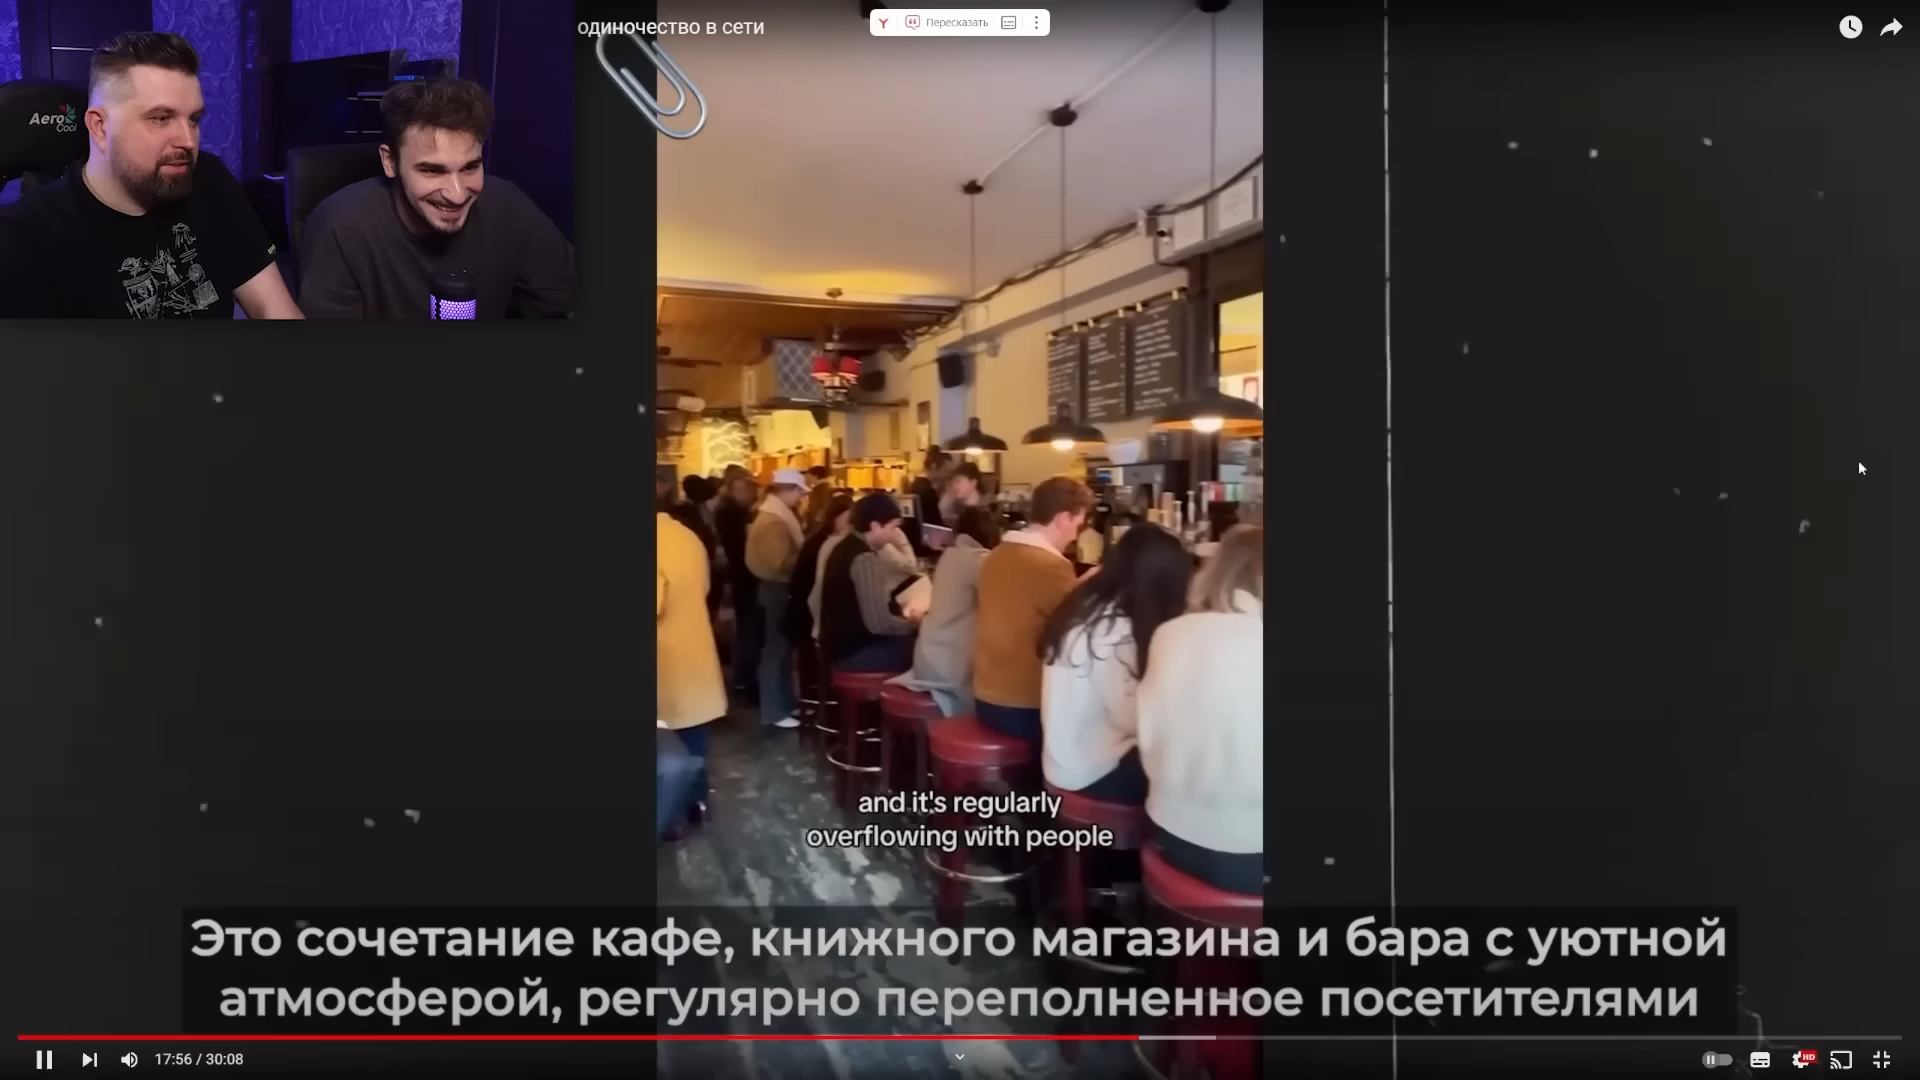 одиночество в сети
Пересказать
Aero
Cool
and it's regularly
overflowing with people
Это сочетание кафе, книжного магазина и бара с уютной
атмосферой, регулярно переполненное посетителями
17:56 / 30:08
HD